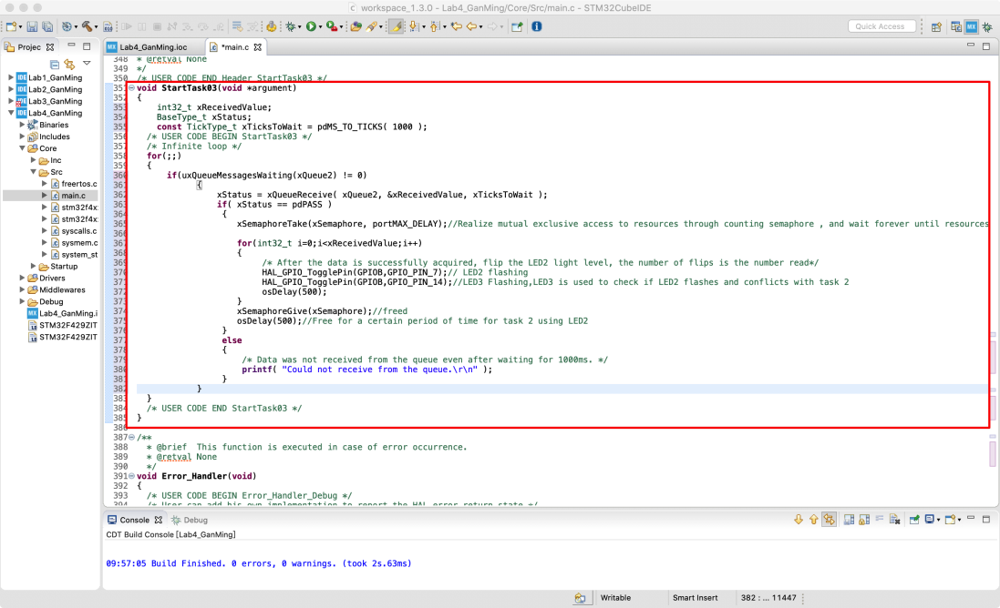 workspace_1.3.0 - Lab4_GanMing/Core/Src/main.c - STM32CubeIDE
Quick Access
Projec
Lab4_GanMing.ioc
*main.c
Lab1_GanMing
Lab2_GanMing
Lab3_GanMing
Lab4_GanMing
Binaries
Includes
Core
Inc
Src
freertos.c
main.c
stm32f4x
stm32f4x
syscalls.c
sysmem.c
system_st
Startup
Drivers
Middlewares
Debug
Lab4_GanMing.i
STM32F429ZIT
STM32F429ZIT
348 * @retval None
349 */
350 /* USER CODE END Header_StartTask03 */
351 void StartTask03(void *argument)
352 {
353 int32_t xReceivedValue;
354 BaseType_t xStatus;
355 const TickType_t xTicksToWait = pdMS_TO_TICKS( 1000 );
356 /* USER CODE BEGIN StartTask03 */
357 /* Infinite loop */
358 for(;;)
359 {
360 if(uxQueueMessagesWaiting(xQueue2) != 0)
361 {
362 xStatus = xQueueReceive( xQueue2, &xReceivedValue, xTicksToWait );
363 if( xStatus == pdPASS )
364 {
365 xSemaphoreTake(xSemaphore, portMAX_DELAY);//Realize mutual exclusive access to resources through counting semaphore , and wait forever until resources
366
367 for(int32_t i=0;i<xReceivedValue;i++)
368 {
369 /* After the data is successfully acquired, flip the LED2 light level, the number of flips is the number read*/
370 HAL_GPIO_TogglePin(GPIOB,GPIO_PIN_7);// LED2 flashing
371 HAL_GPIO_TogglePin(GPIOB,GPIO_PIN_14);//LED3 Flashing,LED3 is used to check if LED2 flashes and conflicts with task 2
372 osDelay(500);
373 }
374 xSemaphoreGive(xSemaphore);//freed
375 osDelay(500);//Free for a certain period of time for task 2 using LED2
376 }
377 else
378 {
379 /* Data was not received from the queue even after waiting for 1000ms. */
380 printf( "Could not receive from the queue.\r\n" );
381 }
382 }
383 }
384 /* USER CODE END StartTask03 */
385 }
386
387 /**
388 * @brief This function is executed in case of error occurrence.
389 * @retval None
390 */
391 void Error_Handler(void)
392 {
393 /* USER CODE BEGIN Error_Handler_Debug */
394 /* User can add his own implementation to report the HAL error return state */
Console
Debug
CDT Build Console [Lab4_GanMing]
09:57:05 Build Finished. 0 errors, 0 warnings. (took 2s.63ms)
Writable
Smart Insert
382 : ... 11447